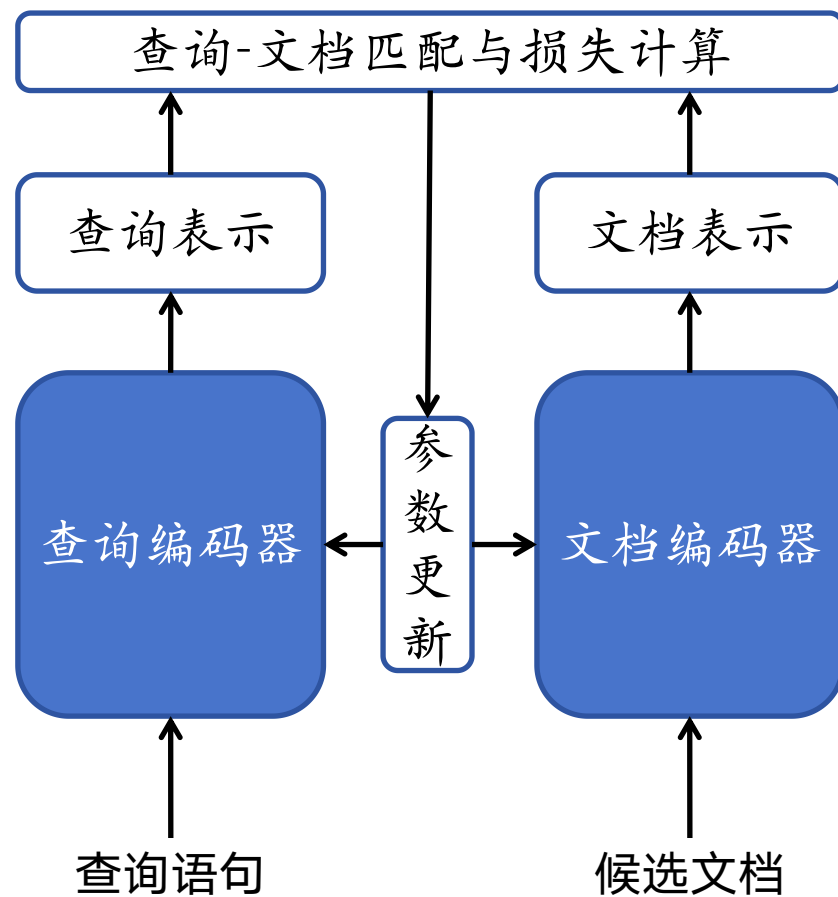 查询-文档匹配与损失计算
查询表示
文档表示
查询编码器
参数更新
文档编码器
查询语句
候选文档